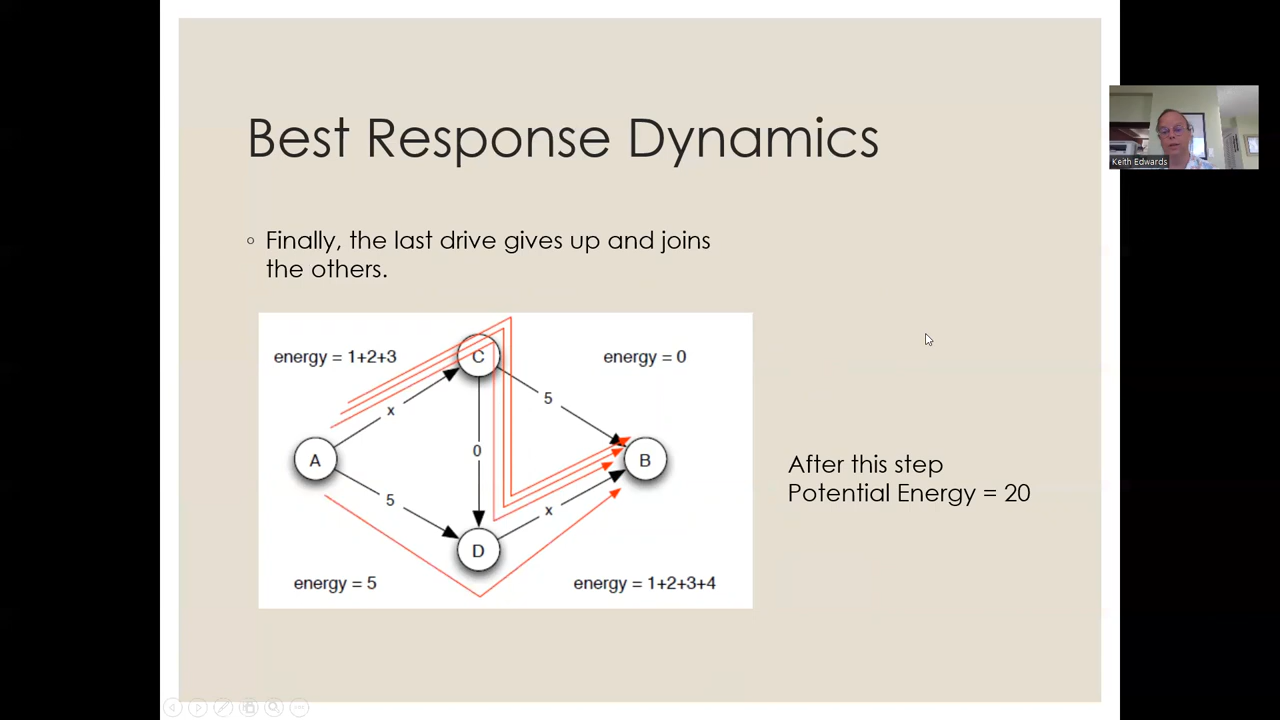 Best Response Dynamics
Keith Edwards
◦ Finally, the last drive gives up and joins
the others.
energy = 1+2+3
C
energy = 0
x
5
0
A
B
5
x
D
energy = 5
energy = 1+2+3+4
After this step
Potential Energy = 20